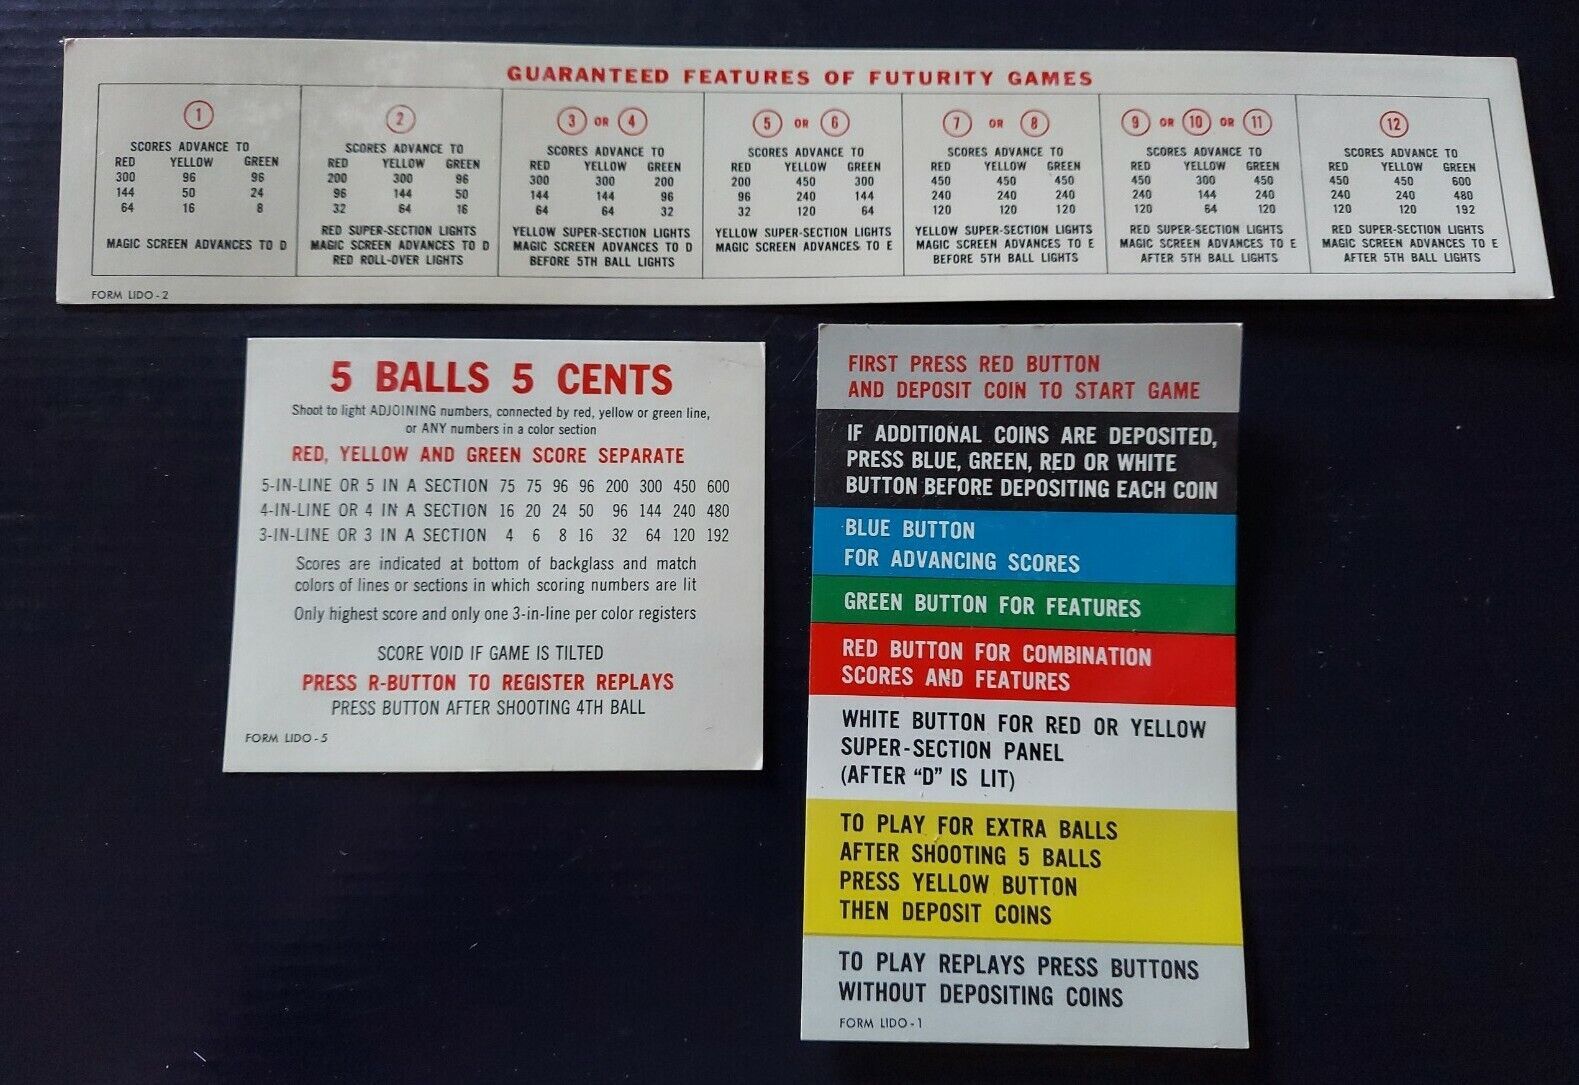 GUARANTEED FEATURES OF FUTURITY GAMES
1
SCORES ADVANCE TO
RED YELLOW GREEN
300 96 96
144 50 24
64 16 8
MAGIC SCREEN ADVANCES TO D
2
SCORES ADVANCE TO
RED YELLOW GREEN
200 300 96
96 144 50
32 64 16
RED SUPER-SECTION LIGHTS
MAGIC SCREEN ADVANCES TO D
RED ROLL-OVER LIGHTS
3 OR 4
SCORES ADVANCE TO
RED YELLOW GREEN
300 300 200
144 144 96
64 64 32
YELLOW SUPER-SECTION LIGHTS
MAGIC SCREEN ADVANCES TO D
BEFORE 5TH BALL LIGHTS
5 OR 6
SCORES ADVANCE TO
RED YELLOW GREEN
200 450 300
96 240 144
32 120 64
YELLOW SUPER-SECTION LIGHTS
MAGIC SCREEN ADVANCES TO E
7 OR 8
SCORES ADVANCE TO
RED YELLOW GREEN
450 450 450
240 240 240
120 120 120
YELLOW SUPER-SECTION LIGHTS
MAGIC SCREEN ADVANCES TO E
BEFORE 5TH BALL LIGHTS
9 OR 10 OR 11
SCORES ADVANCE TO
RED YELLOW GREEN
450 300 450
240 144 240
120 64 120
RED SUPER-SECTION LIGHTS
MAGIC SCREEN ADVANCES TO E
AFTER 5TH BALL LIGHTS
12
SCORES ADVANCE TO
RED YELLOW GREEN
450 450 600
240 240 480
120 120 192
RED SUPER-SECTION LIGHTS
MAGIC SCREEN ADVANCES TO E
AFTER 5TH BALL LIGHTS
FORM LIDO - 2
5 BALLS 5 CENTS
Shoot to light ADJOINING numbers, connected by red, yellow or green line,
or ANY numbers in a color section
RED, YELLOW AND GREEN SCORE SEPARATE
5-IN-LINE OR 5 IN A SECTION 75 75 96 96 200 300 450 600
4-IN-LINE OR 4 IN A SECTION 16 20 24 50 96 144 240 480
3-IN-LINE OR 3 IN A SECTION 4 6 8 16 32 64 120 192
Scores are indicated at bottom of backglass and match
colors of lines or sections in which scoring numbers are lit
Only highest score and only one 3-in-line per color registers
SCORE VOID IF GAME IS TILTED
PRESS R-BUTTON TO REGISTER REPLAYS
PRESS BUTTON AFTER SHOOTING 4TH BALL
FORM LIDO - 5
FIRST PRESS RED BUTTON
AND DEPOSIT COIN TO START GAME
IF ADDITIONAL COINS ARE DEPOSITED,
PRESS BLUE, GREEN, RED OR WHITE
BUTTON BEFORE DEPOSITING EACH COIN
BLUE BUTTON
FOR ADVANCING SCORES
GREEN BUTTON FOR FEATURES
RED BUTTON FOR COMBINATION
SCORES AND FEATURES
WHITE BUTTON FOR RED OR YELLOW
SUPER-SECTION PANEL
(AFTER “D” IS LIT)
TO PLAY FOR EXTRA BALLS
AFTER SHOOTING 5 BALLS
PRESS YELLOW BUTTON
THEN DEPOSIT COINS
TO PLAY REPLAYS PRESS BUTTONS
WITHOUT DEPOSITING COINS
FORM LIDO - 1